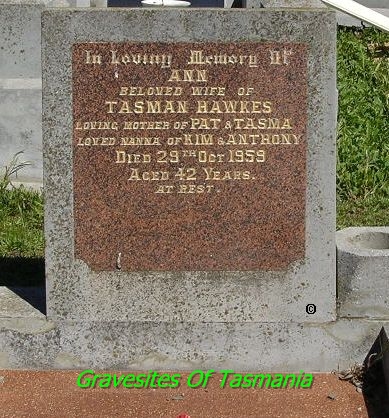 In Loving Memory Of
ANN
BELOVED WIFE OF
TASMAN HAWKES
LOVING MOTHER OF PAT & TASMA
LOVED NANNA OF KIM & ANTHONY
DIED 29TH OCT 1959
AGED 42 YEARS.
AT REST.
©
Gravesites Of Tasmania